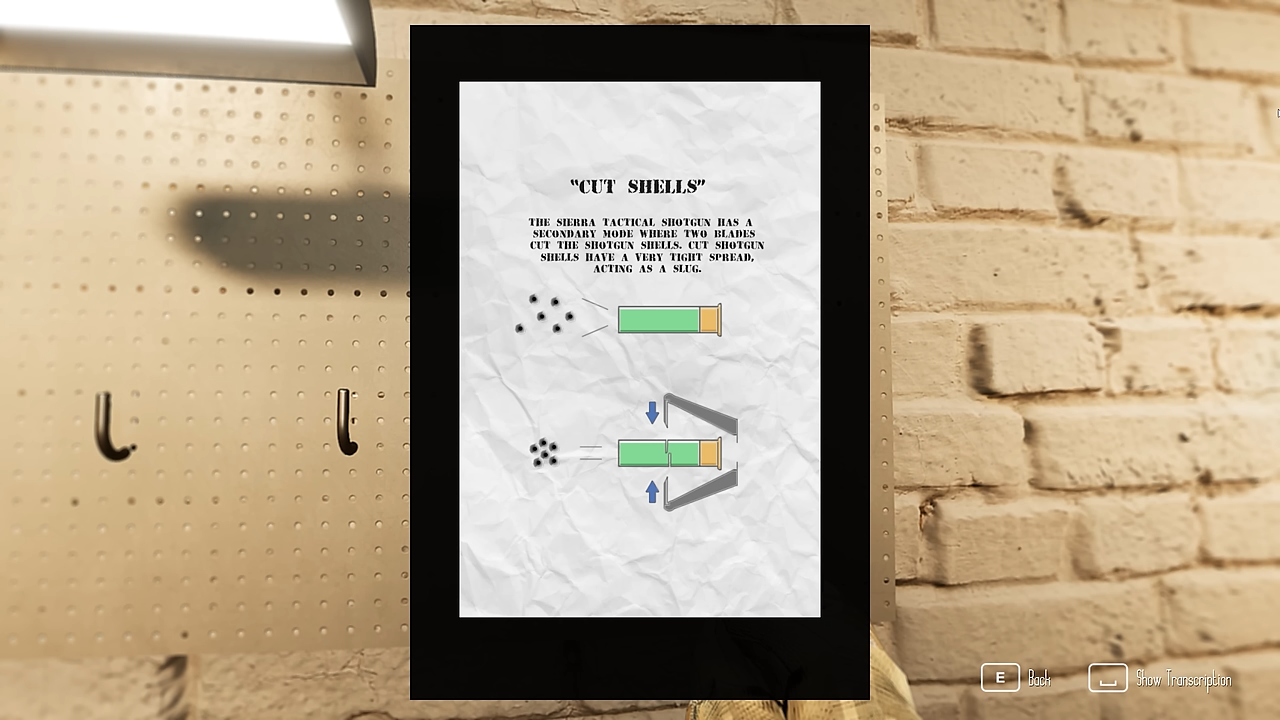 "CUT SHELLS"
THE SIERRA TACTICAL SHOTGUN HAS A
SECONDARY MODE WHERE TWO BLADES
CUT THE SHOTGUN SHELLS. CUT SHOTGUN
SHELLS HAVE A VERY TIGHT SPREAD,
ACTING AS A SLUG.
E Back
Show Transcription